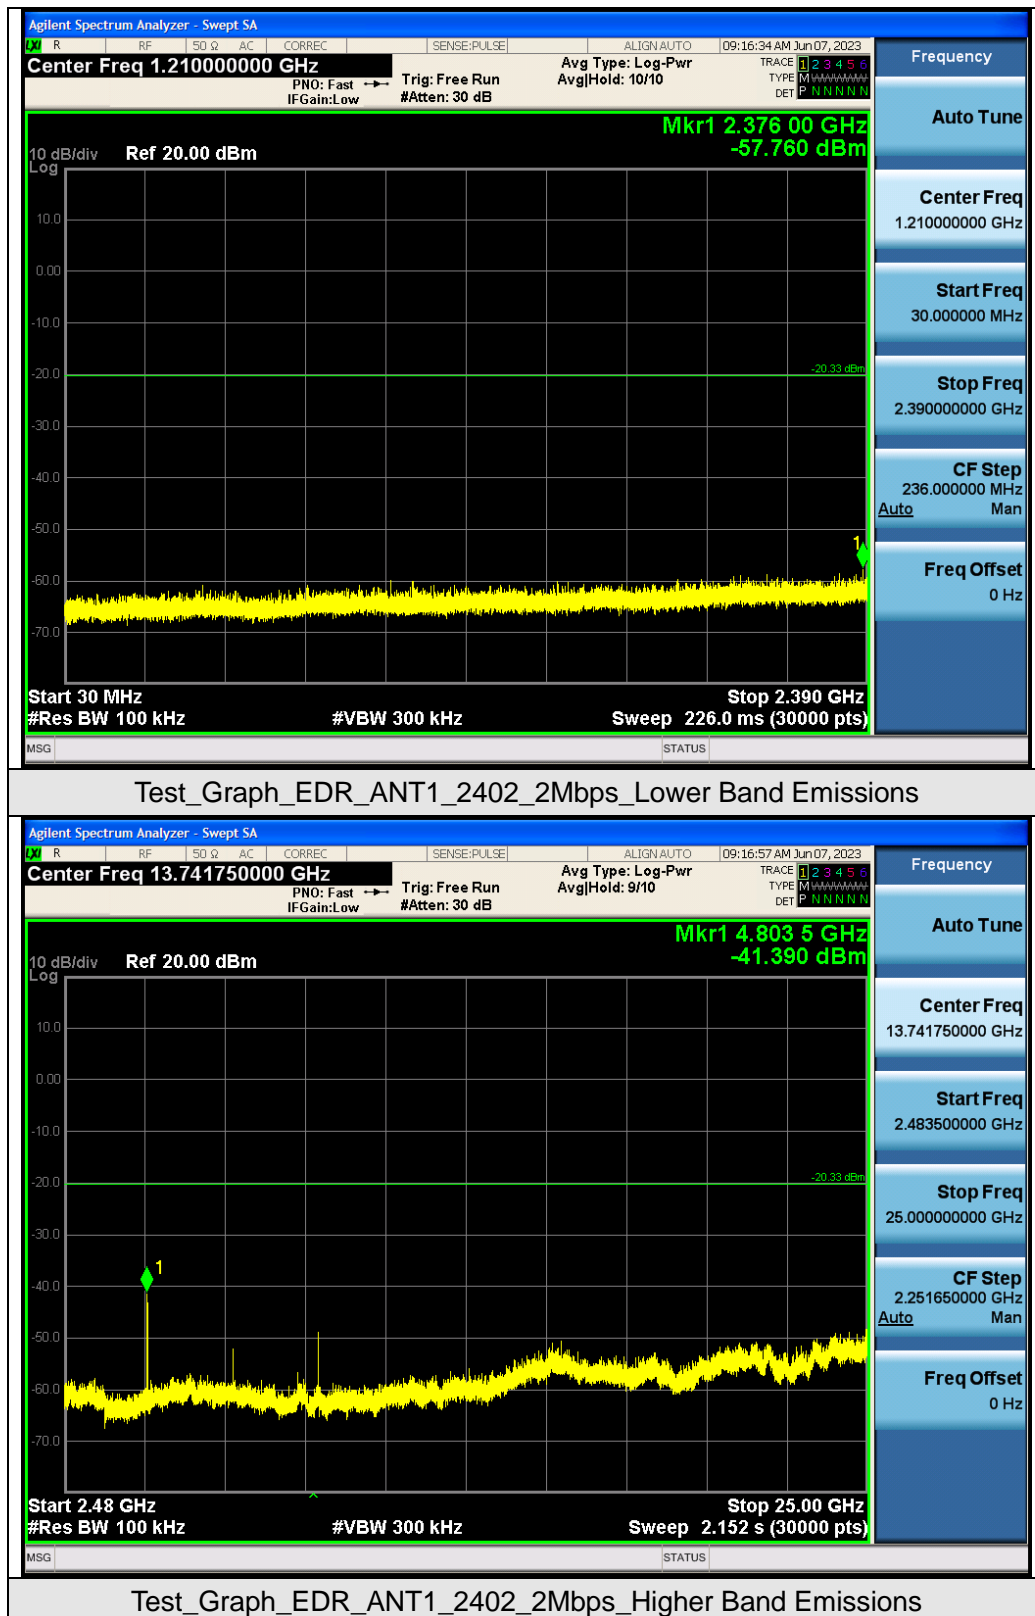 Agilent Spectrum Analyzer - Swept SA
LXI R RF 50 Ω AC CORREC SENSE:PULSE ALIGN AUTO 09:16:34 AM Jun 07, 2023
Center Freq 1.210000000 GHz
PNO: Fast
IFGain:Low
Trig: Free Run
#Atten: 30 dB
Avg Type: Log-Pwr
Avg|Hold: 10/10
TRACE 1 2 3 4 5 6
TYPE M
DET P N N N N N
Frequency
Auto Tune
Center Freq
1.210000000 GHz
Start Freq
30.000000 MHz
Stop Freq
2.390000000 GHz
CF Step
236.000000 MHz
Auto Man
Freq Offset
0 Hz
Mkr1 2.376 00 GHz
-57.760 dBm
10 dB/div Ref 20.00 dBm
Log
10.0
0.00
-10.0
-20.0
-20.33 dBm
-30.0
-40.0
-50.0
1
-60.0
-70.0
Start 30 MHz Stop 2.390 GHz
#Res BW 100 kHz #VBW 300 kHz Sweep 226.0 ms (30000 pts)
MSG STATUS
Test_Graph_EDR_ANT1_2402_2Mbps_Lower Band Emissions
Agilent Spectrum Analyzer - Swept SA
LXI R RF 50 Ω AC CORREC SENSE:PULSE ALIGN AUTO 09:16:57 AM Jun 07, 2023
Center Freq 13.741750000 GHz
PNO: Fast
IFGain:Low
Trig: Free Run
#Atten: 30 dB
Avg Type: Log-Pwr
Avg|Hold: 9/10
TRACE 1 2 3 4 5 6
TYPE M
DET P N N N N N
Frequency
Auto Tune
Center Freq
13.741750000 GHz
Start Freq
2.483500000 GHz
Stop Freq
25.000000000 GHz
CF Step
2.251650000 GHz
Auto Man
Freq Offset
0 Hz
Mkr1 4.803 5 GHz
-41.390 dBm
10 dB/div Ref 20.00 dBm
Log
10.0
0.00
-10.0
-20.0
-20.33 dBm
-30.0
1
-40.0
-50.0
-60.0
-70.0
Start 2.48 GHz Stop 25.00 GHz
#Res BW 100 kHz #VBW 300 kHz Sweep 2.152 s (30000 pts)
MSG STATUS
Test_Graph_EDR_ANT1_2402_2Mbps_Higher Band Emissions